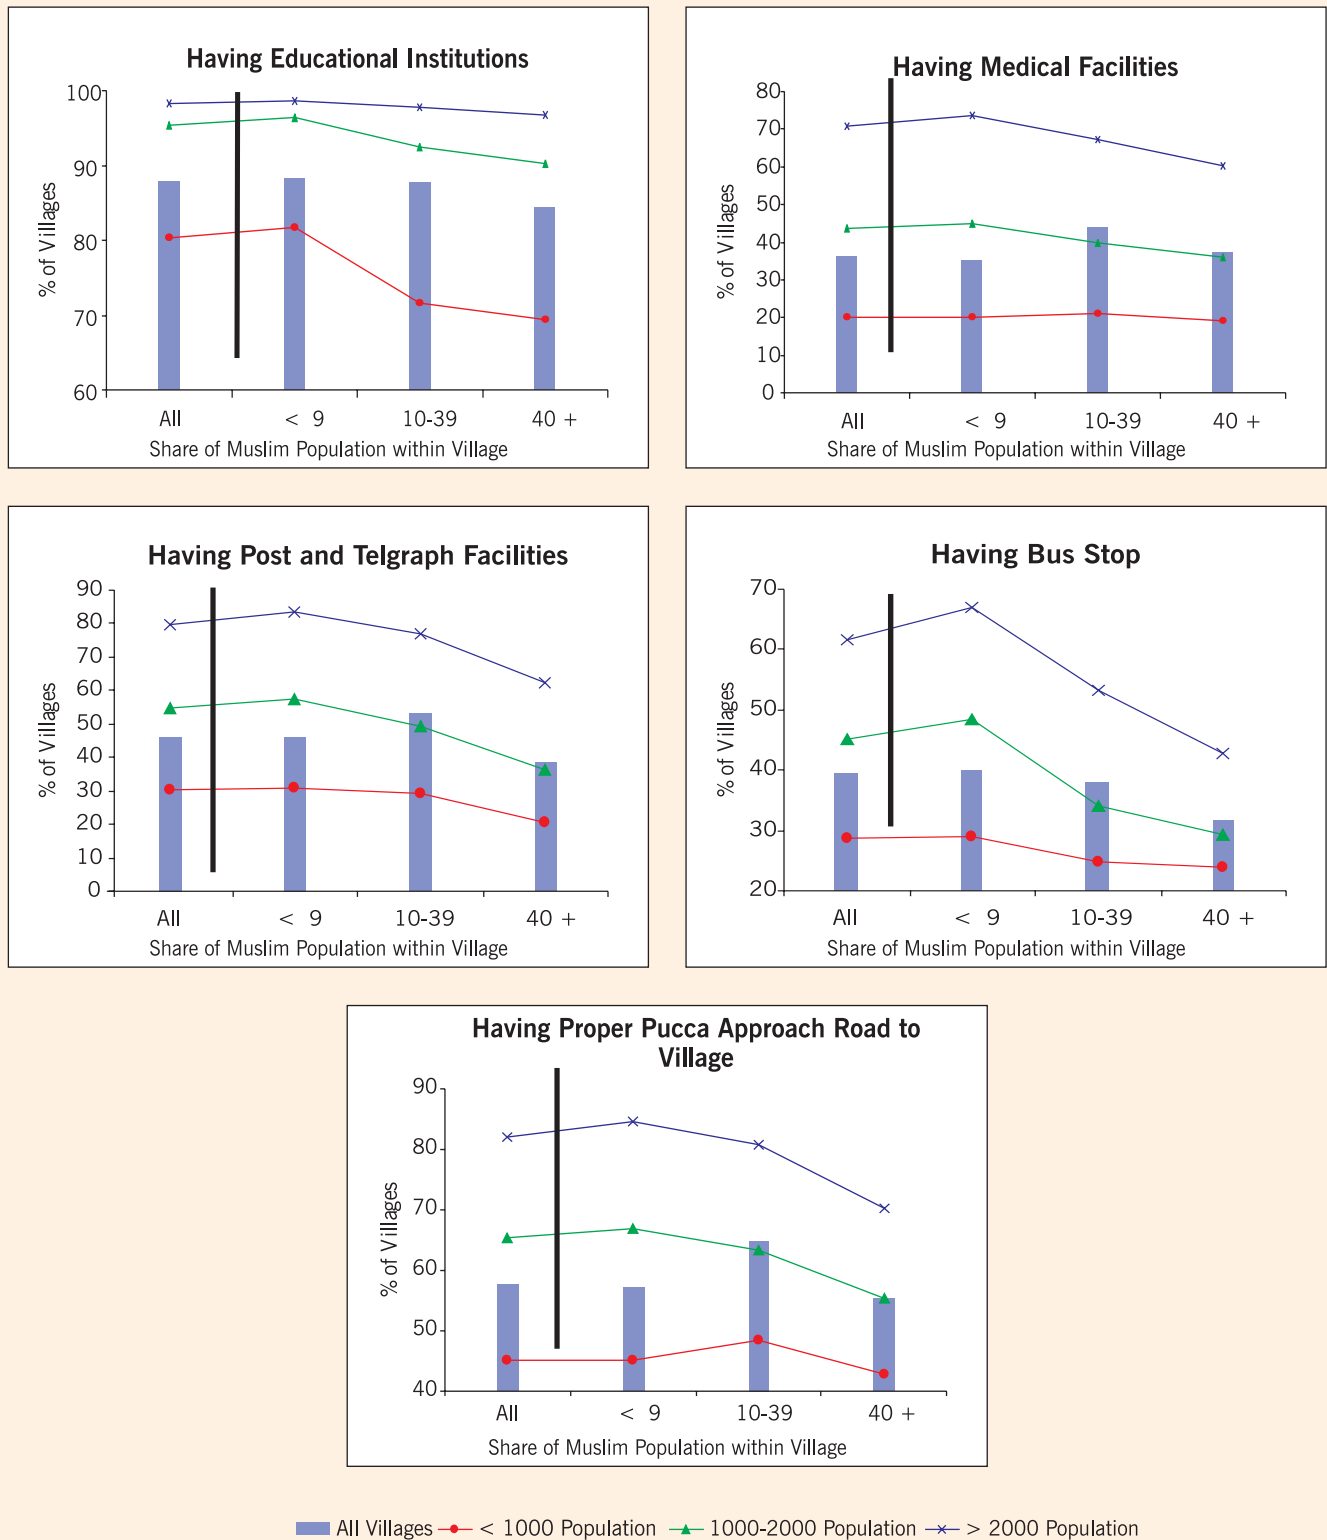 Having Educational Institutions
100
90
80
70
60
% of Villages
All < 9 10-39 40 +
Share of Muslim Population within Village
Having Medical Facilities
80
70
60
50
40
30
20
10
0
% of Villages
All < 9 10-39 40 +
Share of Muslim Population within Village
Having Post and Telgraph Facilities
90
80
70
60
50
40
30
20
10
0
% of Villages
All < 9 10-39 40 +
Share of Muslim Population within Village
Having Bus Stop
70
60
50
40
30
20
% of Villages
All < 9 10-39 40 +
Share of Muslim Population within Village
Having Proper Pucca Approach Road to
Village
90
80
70
60
50
40
% of Villages
All < 9 10-39 40 +
Share of Muslim Population within Village
All Villages < 1000 Population 1000-2000 Population > 2000 Population